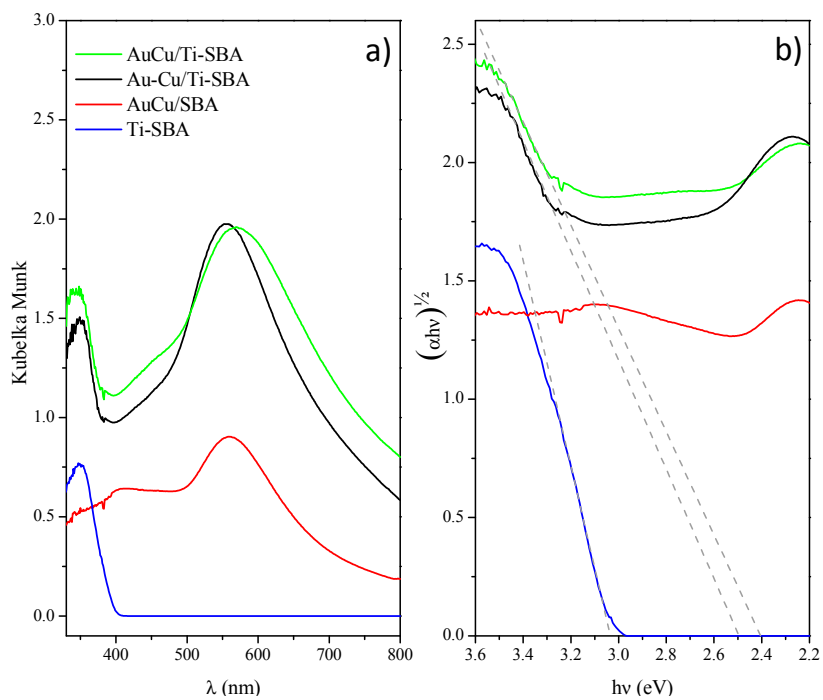 a)
AuCu/Ti-SBA
Au-Cu/Ti-SBA
AuCu/SBA
Ti-SBA
Kubelka Munk
3.0
2.5
2.0
1.5
1.0
0.5
0.0
400 500 600 700 800
λ (nm)
b)
(αhν)^½
2.5
2.0
1.5
1.0
0.5
0.0
3.6 3.4 3.2 3.0 2.8 2.6 2.4 2.2
hν (eV)